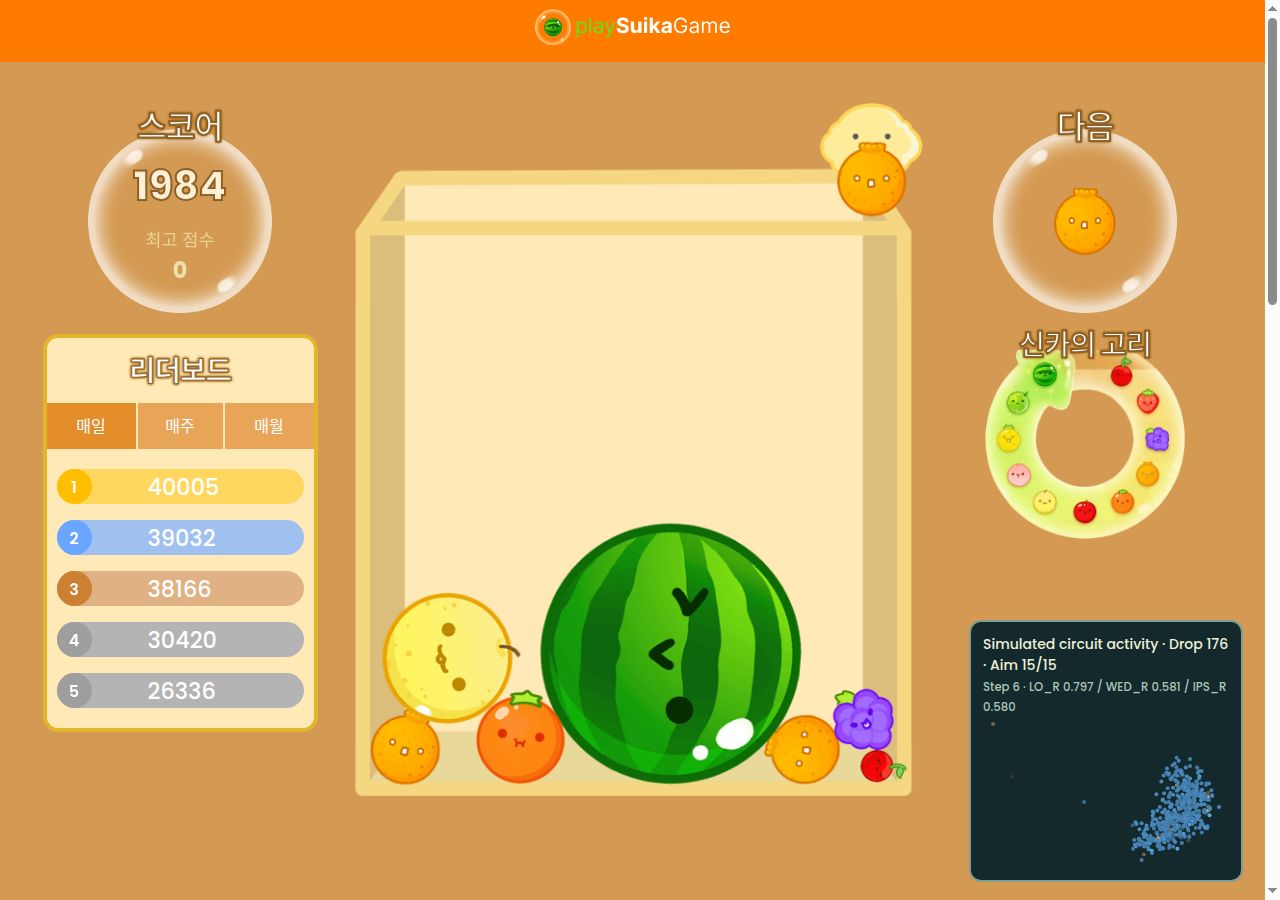 playSuikaGame
스코어
1984
최고 점수
0
다음
신카의 고리
리더보드
매일 매주 매월
1 40005
2 39032
3 38166
4 30420
5 26336
Simulated circuit activity · Drop 176
· Aim 15/15
Step 6 · LO_R 0.797 / WED_R 0.581 / IPS_R
0.580